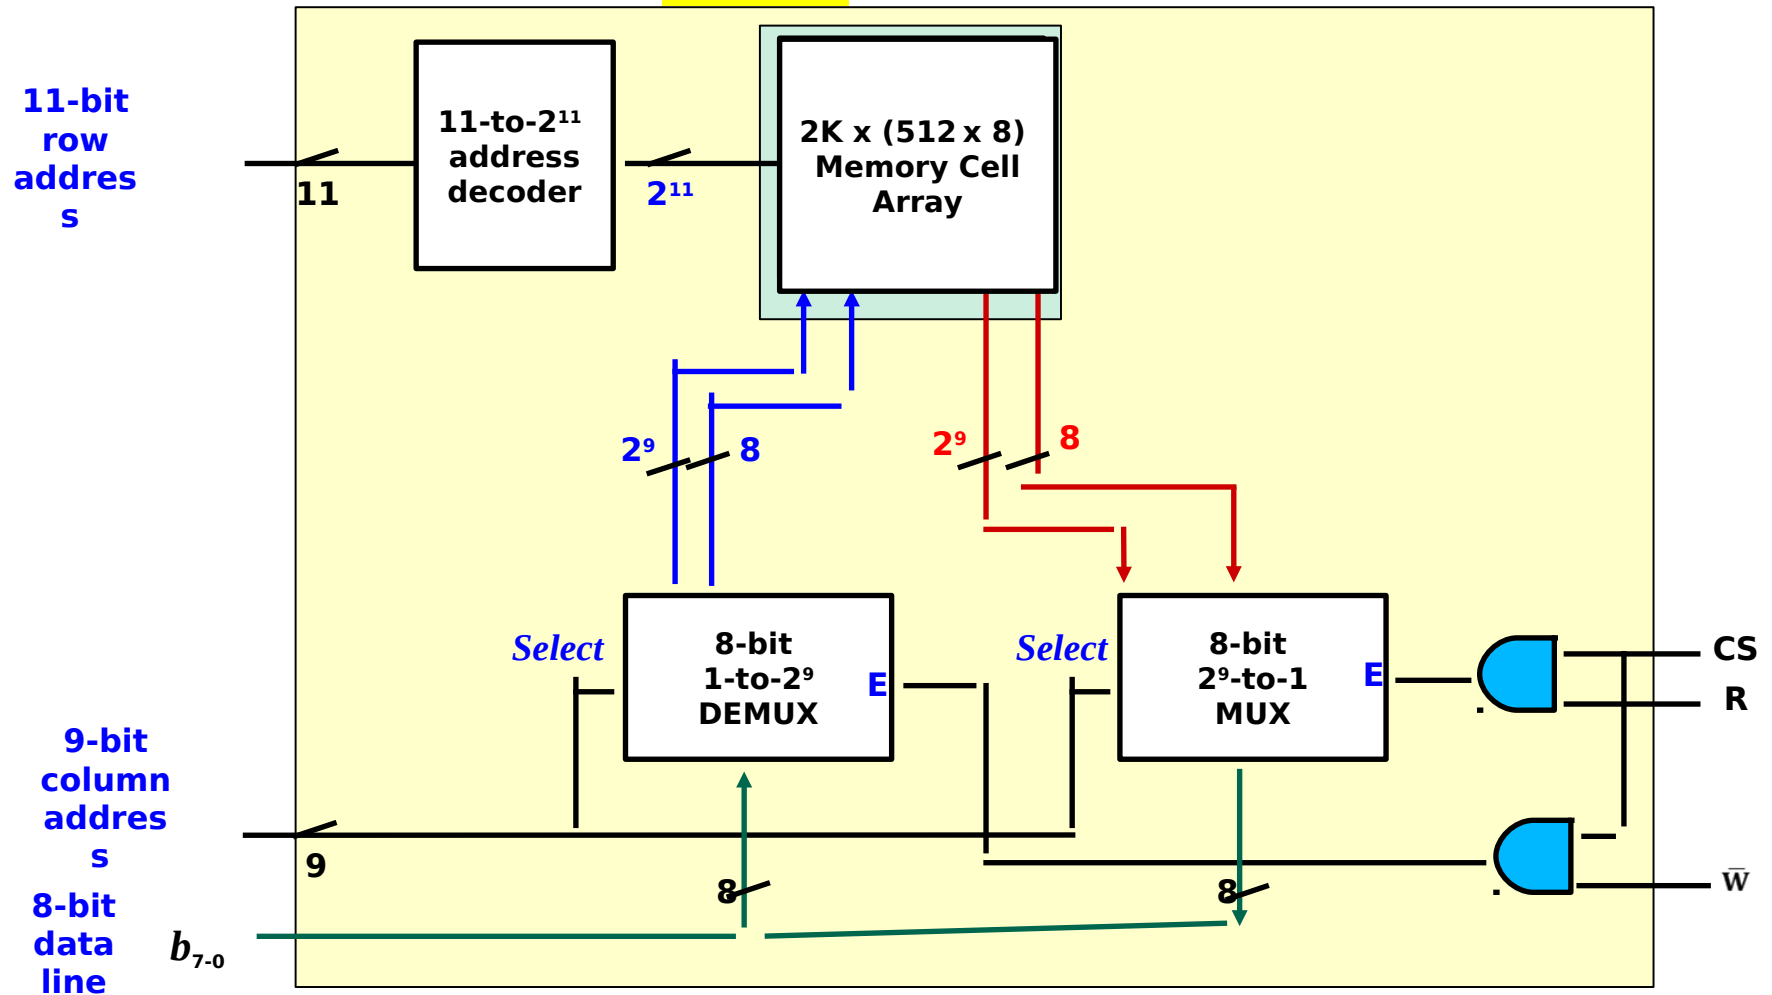 11-bit
row
addres
s
11
11-to-2¹¹
address
decoder
2¹¹
2K x (512 x 8)
Memory Cell
Array
2⁹
8
2⁹
8
Select
8-bit
1-to-2⁹
DEMUX
E
Select
8-bit
2⁹-to-1
MUX
E
CS
R
9-bit
column
addres
s
9
8
8
W̅
8-bit
data
line
b₇₋₀